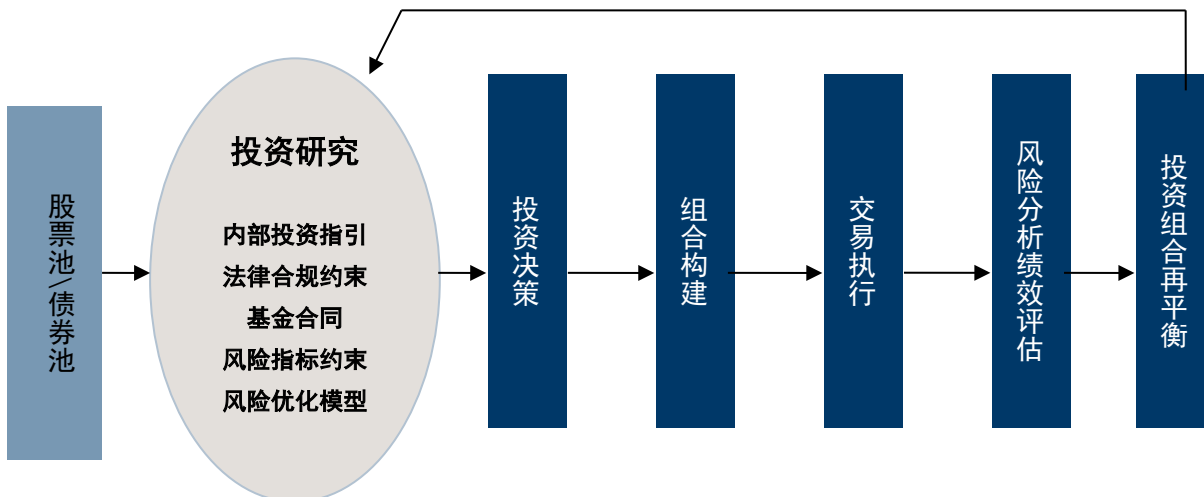 股票池\债券池
投资研究
内部投资指引
法律合规约束
基金合同
风险指标约束
风险优化模型
投资决策
组合构建
交易执行
风险分析绩效评估
投资组合再平衡